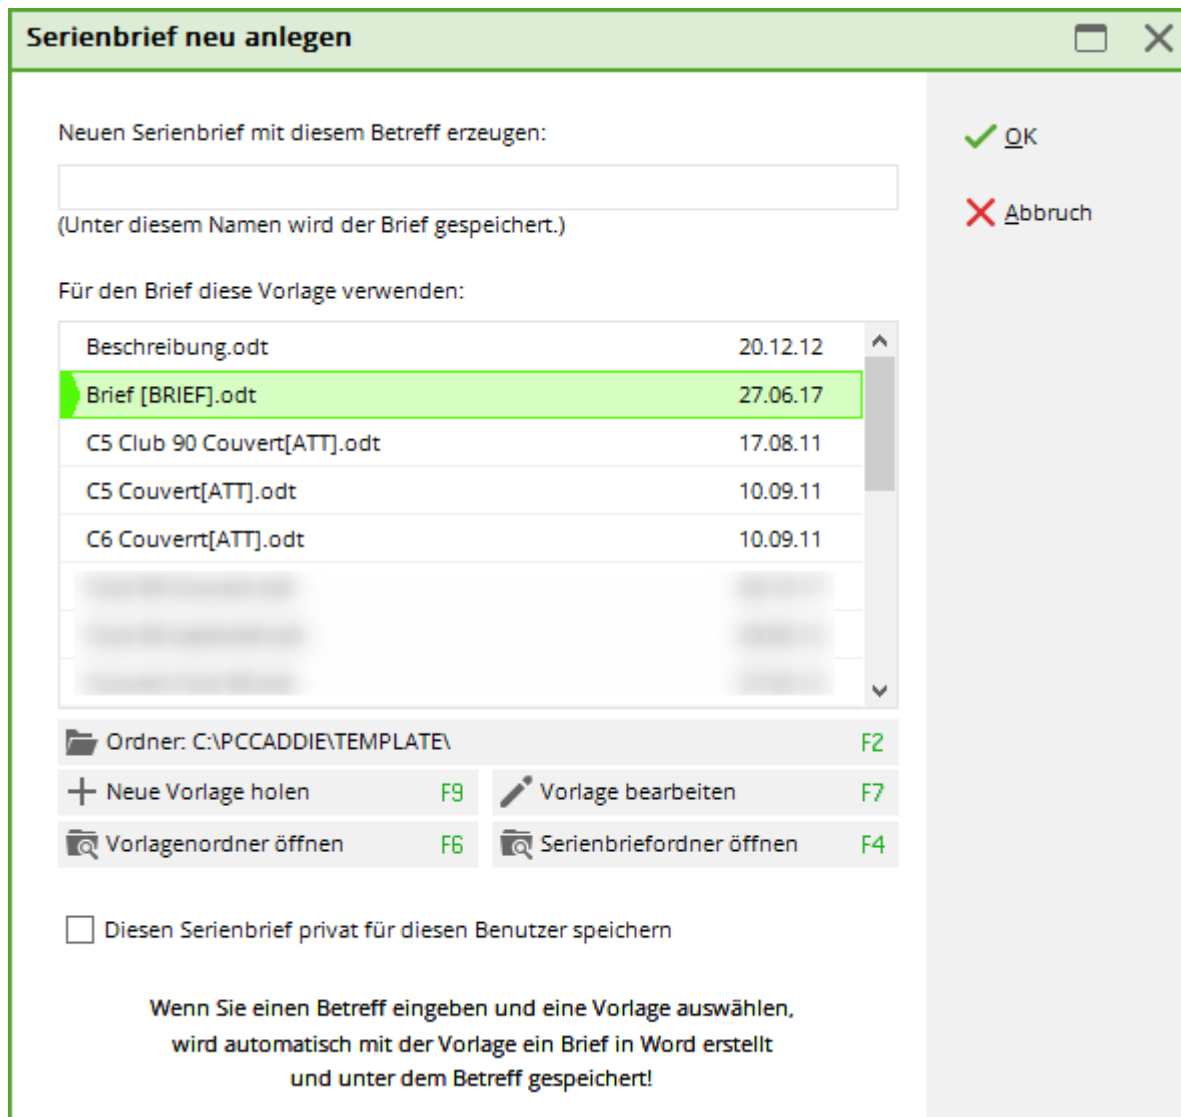 Serienbrief neu anlegen
Neuen Serienbrief mit diesem Betreff erzeugen:
OK
(Unter diesem Namen wird der Brief gespeichert.)
Abbruch
Für den Brief diese Vorlage verwenden:
Beschreibung.odt 20.12.12
Brief [BRIEF].odt 27.06.17
C5 Club 90 Couvert[ATT].odt 17.08.11
C5 Couvert[ATT].odt 10.09.11
C6 Couverrt[ATT].odt 10.09.11
Ordner: C:\PCCADDIE\TEMPLATE\ F2
Neue Vorlage holen F9 Vorlage bearbeiten F7
Vorlagenordner öffnen F6 Serienbriefordner öffnen F4
Diesen Serienbrief privat für diesen Benutzer speichern
Wenn Sie einen Betreff eingeben und eine Vorlage auswählen,
wird automatisch mit der Vorlage ein Brief in Word erstellt
und unter dem Betreff gespeichert!